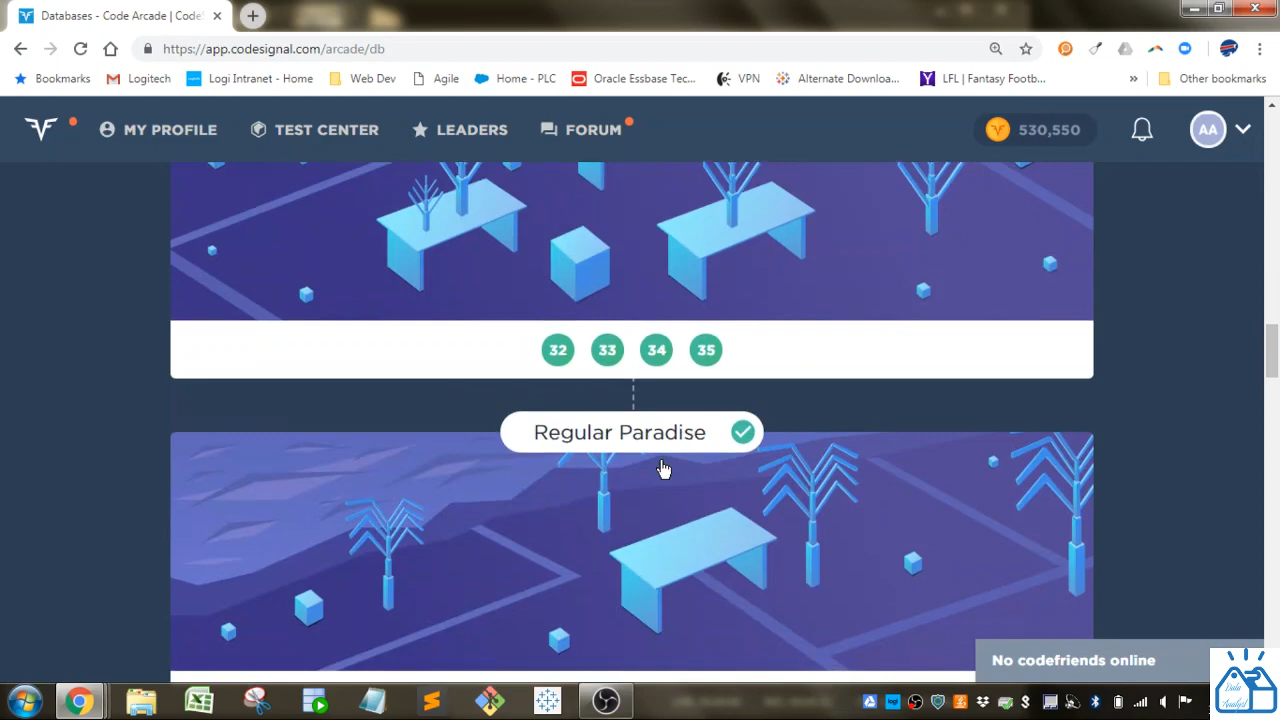 Databases - Code Arcade | Code
https://app.codesignal.com/arcade/db
Bookmarks
Logitech
Logi Intranet - Home
Web Dev
Agile
Home - PLC
Oracle Essbase Tec...
VPN
Alternate Downloa...
LFL | Fantasy Footb...
»
Other bookmarks
MY PROFILE
TEST CENTER
LEADERS
FORUM
530,550
AA
32 33 34 35
Regular Paradise
No codefriends online
Data
Analyst